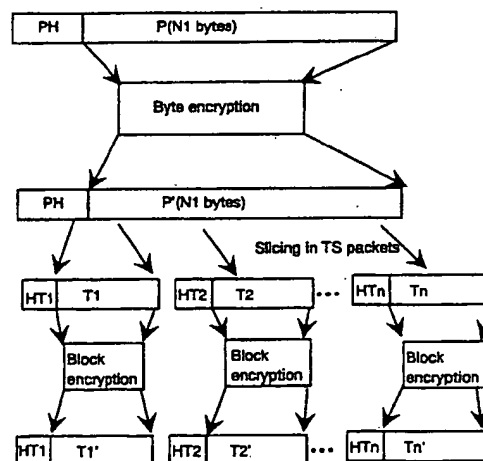 PH P(N1 bytes)
Byte encryption
PH P'(N1 bytes)
Slicing in TS packets
HT1 T1 HT2 T2 ... HTn Tn
Block encryption Block encryption Block encryption
HT1 T1' HT2 T2' ... HTn Tn'